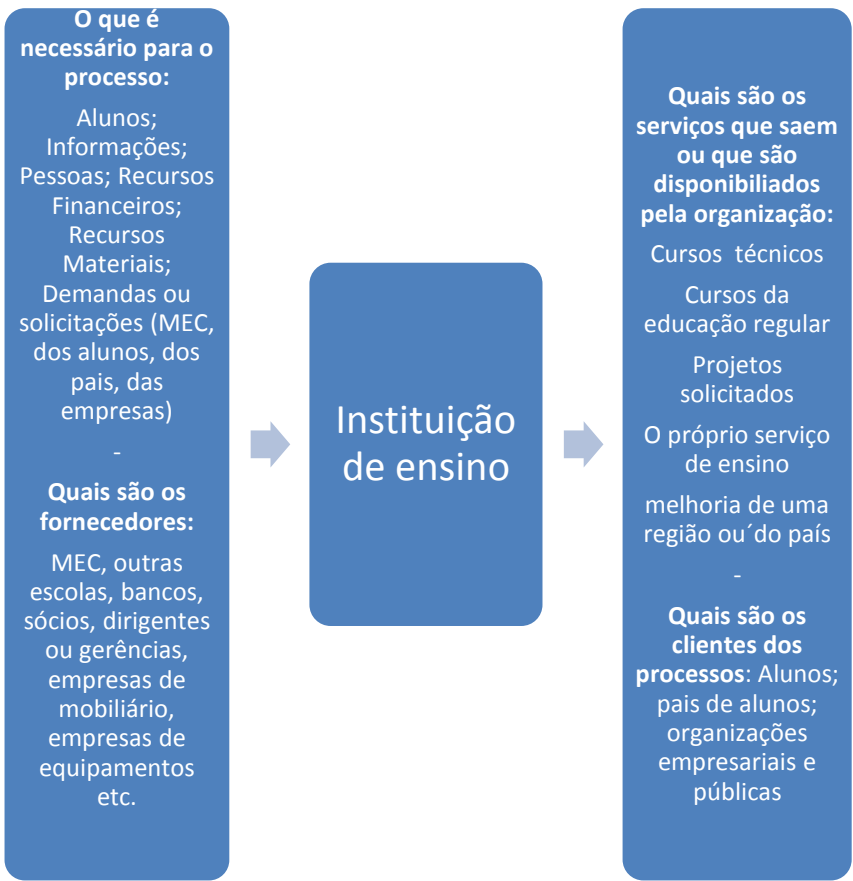 O que é
necessário para o
processo:
Alunos;
Informações;
Pessoas; Recursos
Financeiros;
Recursos
Materiais;
Demandas ou
solicitações (MEC,
dos alunos, dos
pais, das
empresas)
-
Quais são os
fornecedores:
MEC, outras
escolas, bancos,
sócios, dirigentes
ou gerências,
empresas de
mobiliário,
empresas de
equipamentos
etc.
Instituição
de ensino
Quais são os
serviços que saem
ou que são
disponibiliados
pela organização:
Cursos técnicos
Cursos da
educação regular
Projetos
solicitados
O próprio serviço
de ensino
melhoria de uma
região ou´do país
-
Quais são os
clientes dos
processos: Alunos;
pais de alunos;
organizações
empresariais e
públicas